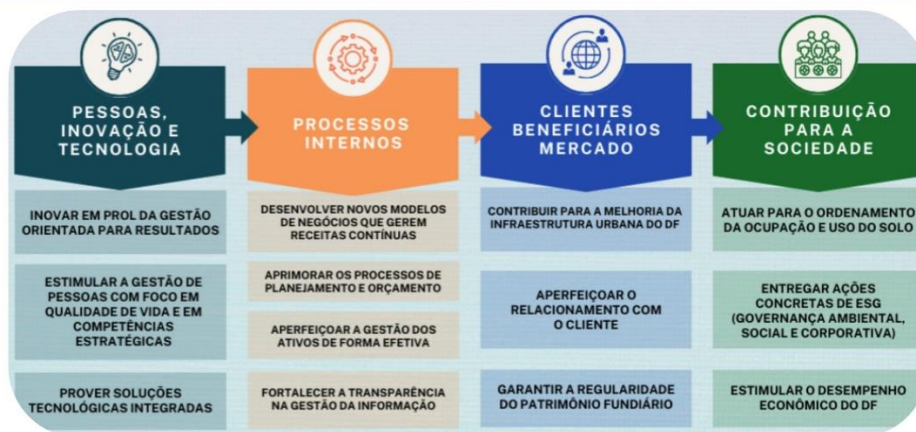 PESSOAS,
INOVAÇÃO E
TECNOLOGIA
INOVAR EM PROL DA GESTÃO
ORIENTADA PARA RESULTADOS
ESTIMULAR A GESTÃO DE
PESSOAS COM FOCO EM
QUALIDADE DE VIDA E EM
COMPETÊNCIAS
ESTRATÉGICAS
PROVER SOLUÇÕES
TECNOLÓGICAS INTEGRADAS
PROCESSOS
INTERNOS
DESENVOLVER NOVOS MODELOS
DE NEGÓCIOS QUE GEREM
RECEITAS CONTÍNUAS
APRIMORAR OS PROCESSOS DE
PLANEJAMENTO E ORÇAMENTO
APERFEIÇOAR A GESTÃO DOS
ATIVOS DE FORMA EFETIVA
FORTALECER A TRANSPARÊNCIA
NA GESTÃO DA INFORMAÇÃO
CLIENTES
BENEFICIÁRIOS
MERCADO
CONTRIBUIR PARA A MELHORIA DA
INFRAESTRUTURA URBANA DO DF
APERFEIÇOAR O
RELACIONAMENTO COM
O CLIENTE
GARANTIR A REGULARIDADE
DO PATRIMÔNIO FUNDIÁRIO
CONTRIBUIÇÃO
PARA A
SOCIEDADE
ATUAR PARA O ORDENAMENTO
DA OCUPAÇÃO E USO DO SOLO
ENTREGAR AÇÕES
CONCRETAS DE ESG
(GOVERNANÇA AMBIENTAL,
SOCIAL E CORPORATIVA)
ESTIMULAR O DESEMPENHO
ECONÔMICO DO DF